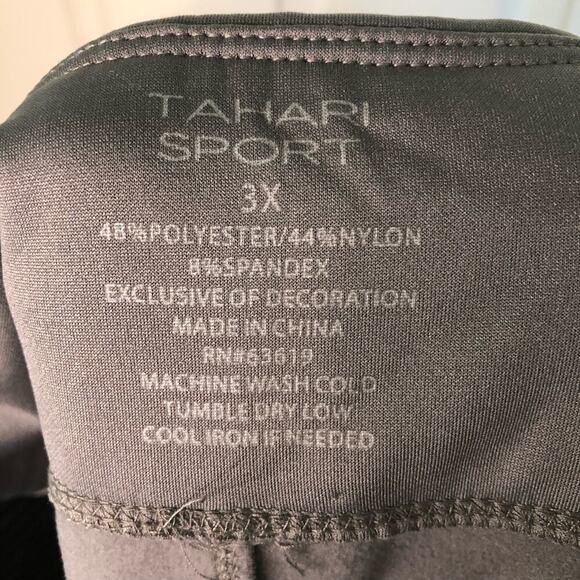 TAHARI
SPORT
3X
48%POLYESTER/44%NYLON
8%SPANDEX
EXCLUSIVE OF DECORATION
MADE IN CHINA
RN#63619
MACHINE WASH COLD
TUMBLE DRY LOW
COOL IRON IF NEEDED